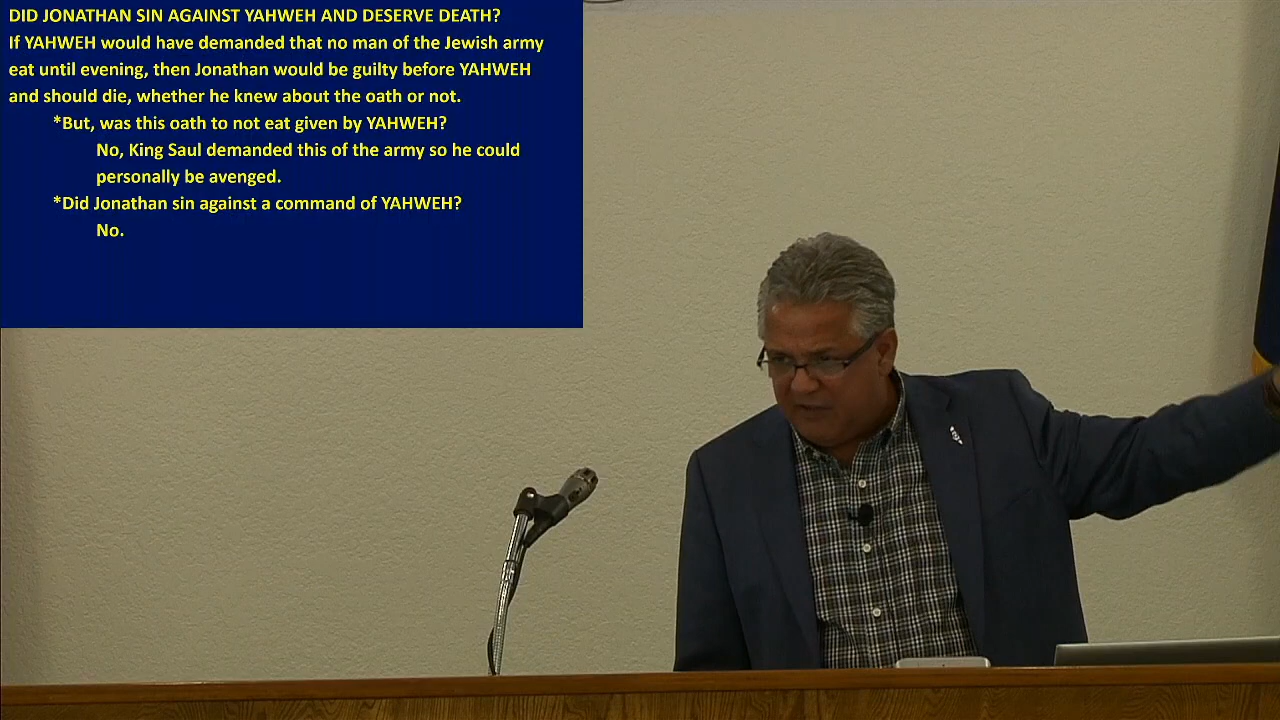 DID JONATHAN SIN AGAINST YAHWEH AND DESERVE DEATH?
If YAHWEH would have demanded that no man of the Jewish army
eat until evening, then Jonathan would be guilty before YAHWEH
and should die, whether he knew about the oath or not.
*But, was this oath to not eat given by YAHWEH?
No, King Saul demanded this of the army so he could
personally be avenged.
*Did Jonathan sin against a command of YAHWEH?
No.